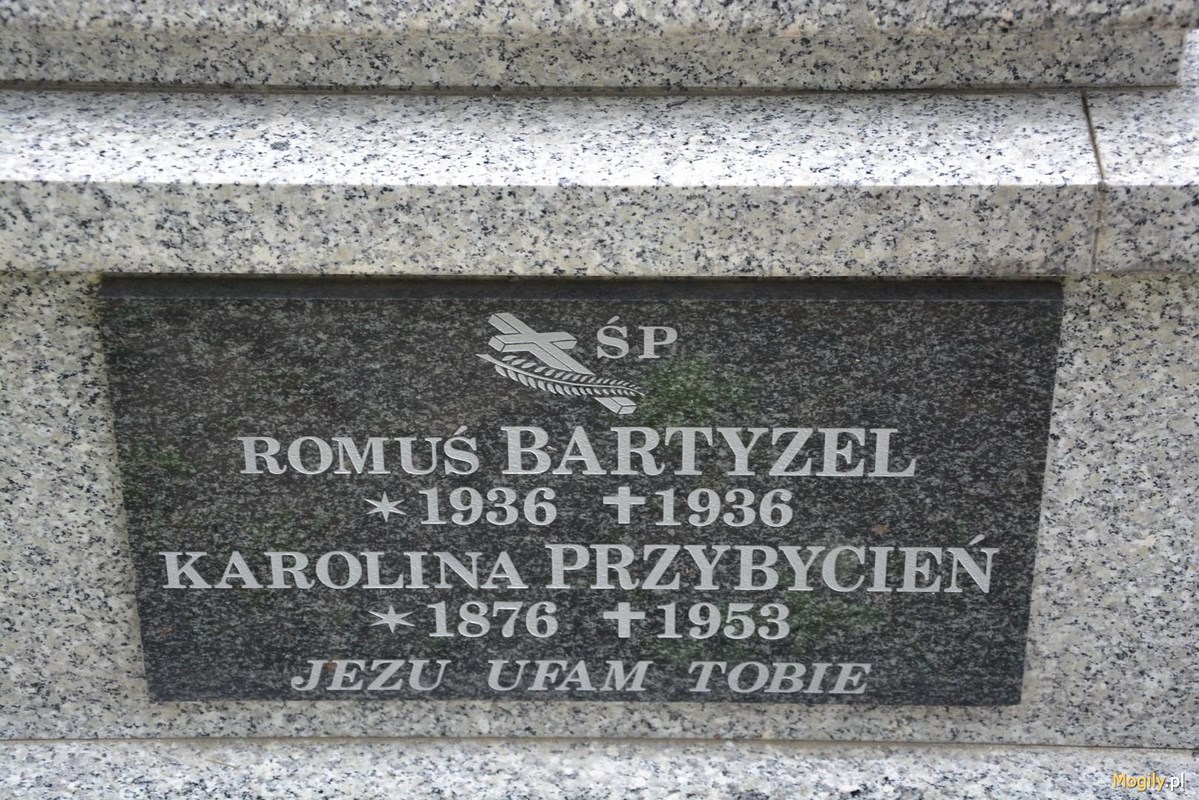 ŚP
ROMUŚ BARTYZEL
* 1936 ✝ 1936
KAROLINA PRZYBYCIEŃ
* 1876 ✝ 1953
JEZU UFAM TOBIE
Mogily.pl